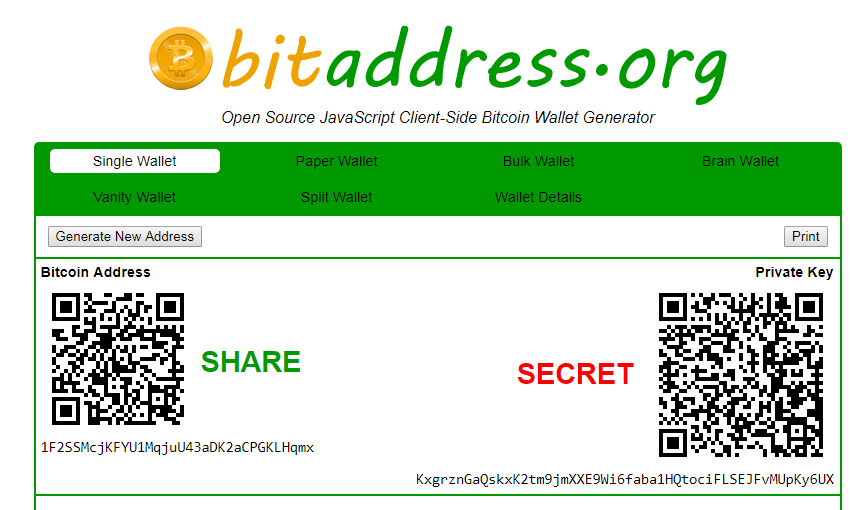 bitaddress.org
Open Source JavaScript Client-Side Bitcoin Wallet Generator
Single Wallet Paper Wallet Bulk Wallet Brain Wallet
Vanity Wallet Split Wallet Wallet Details
Generate New Address Print
Bitcoin Address Private Key
SHARE
SECRET
1F2SSMcjKFYU1MqjuU43aDK2aCPGKLHqmx
KxgrznGaQskxK2tm9jmXXE9Wi6faba1HQtociFLSEJFvMUpKy6UX